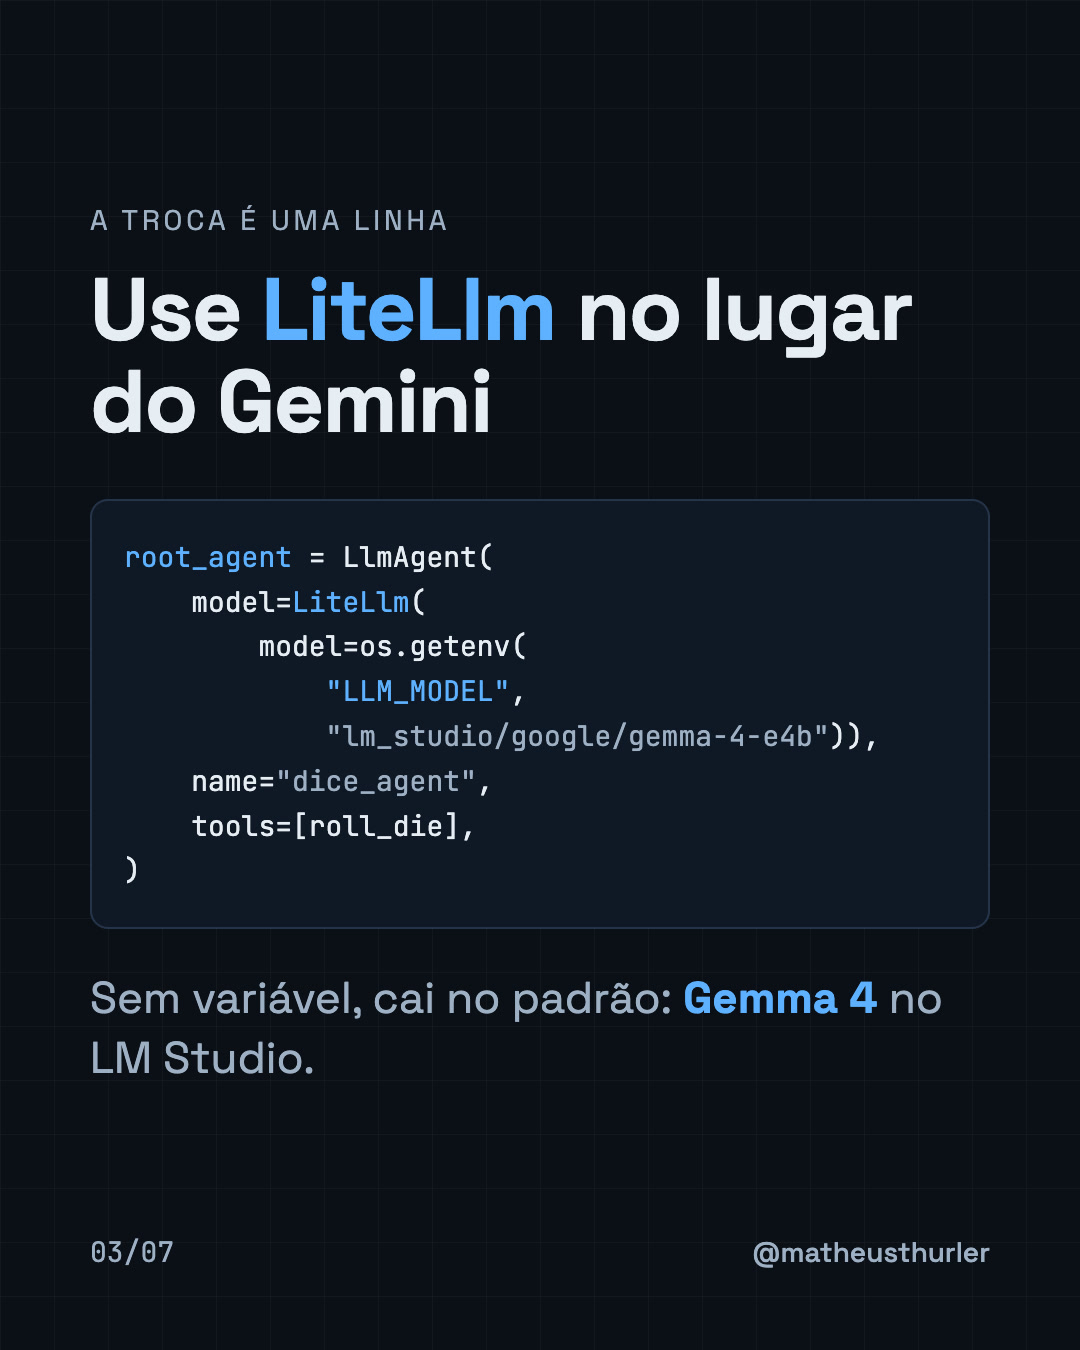 A TROCA É UMA LINHA
Use LiteLlm no lugar
do Gemini
root_agent = LlmAgent(
    model=LiteLlm(
        model=os.getenv(
            "LLM_MODEL",
            "lm_studio/google/gemma-4-e4b")),
    name="dice_agent",
    tools=[roll_die],
)
Sem variável, cai no padrão: Gemma 4 no
LM Studio.
03/07
@matheusthurler